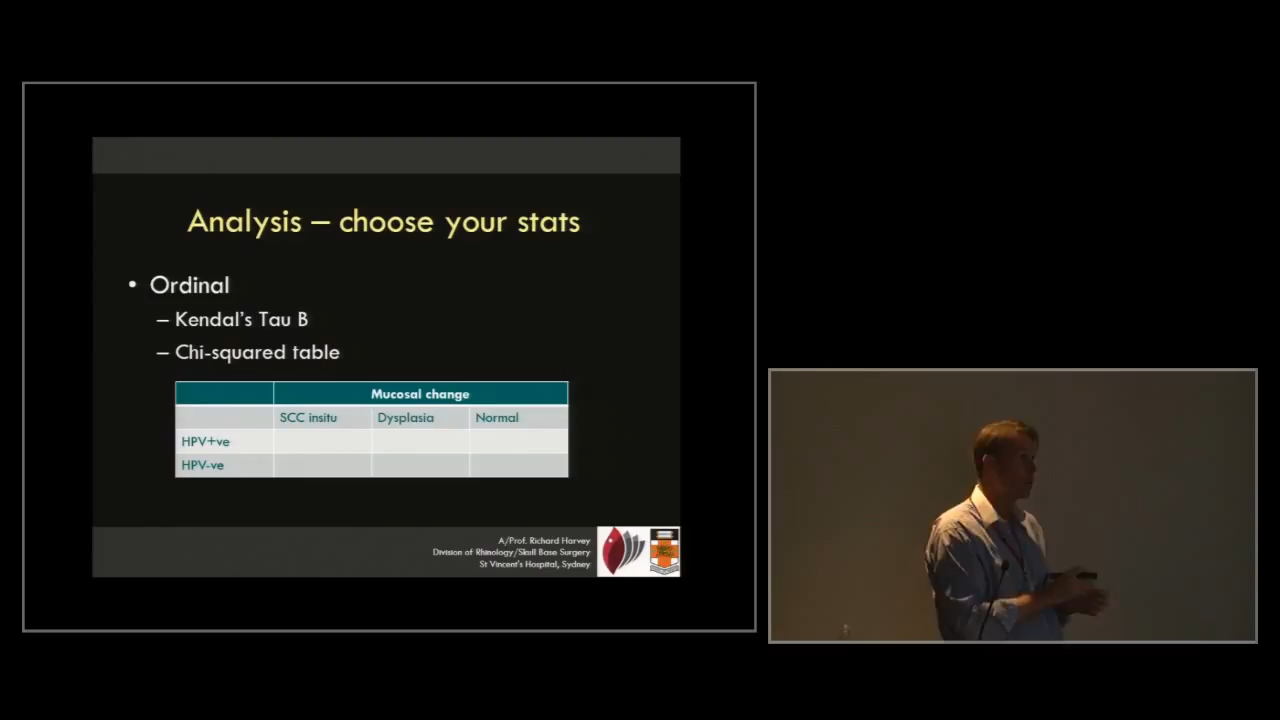 Analysis – choose your stats
• Ordinal
– Kendal's Tau B
– Chi-squared table
Mucosal change
SCC insitu Dysplasia Normal
HPV+ve
HPV-ve
A/Prof. Richard Harvey
Division of Rhinology/Skull Base Surgery
St Vincent's Hospital, Sydney